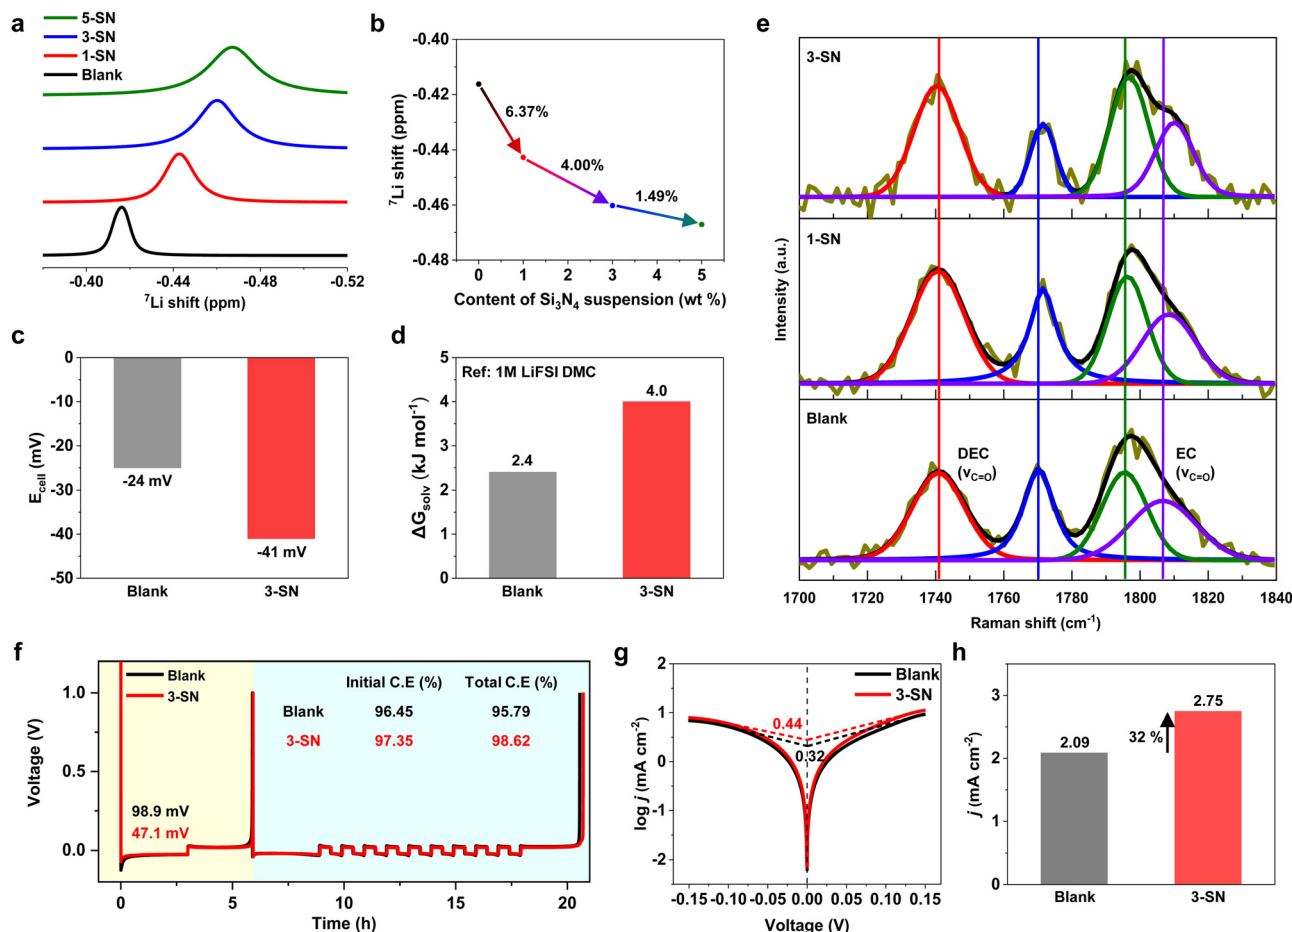 a
5-SN
3-SN
1-SN
Blank
-0.40 -0.44 -0.48 -0.52
⁷Li shift (ppm)
b
-0.40
-0.42
-0.44
-0.46
-0.48
⁷Li shift (ppm)
6.37%
4.00%
1.49%
0 1 2 3 4 5
Content of Si₃N₄ suspension (wt %)
c
0
-10
-20
-30
-40
-50
E_cell (mV)
-24 mV
-41 mV
Blank 3-SN
d
Ref: 1M LiFSI DMC
5
4
3
2
1
0
ΔG_solv (kJ mol⁻¹)
2.4
4.0
Blank 3-SN
e
3-SN
1-SN
Blank
DEC
(ν_C=O)
EC
(ν_C=O)
Intensity (a.u.)
1700 1720 1740 1760 1780 1800 1820 1840
Raman shift (cm⁻¹)
f
Blank
3-SN
Initial C.E (%) Total C.E (%)
Blank 96.45 95.79
3-SN 97.35 98.62
98.9 mV
47.1 mV
1.0
0.5
0.0
Voltage (V)
0 5 10 15 20
Time (h)
g
Blank
3-SN
0.44
0.32
2
1
0
-1
-2
log j (mA cm⁻²)
-0.15 -0.10 -0.05 0.00 0.05 0.10 0.15
Voltage (V)
h
3
2
1
0
j (mA cm⁻²)
2.09
32 %
2.75
Blank 3-SN